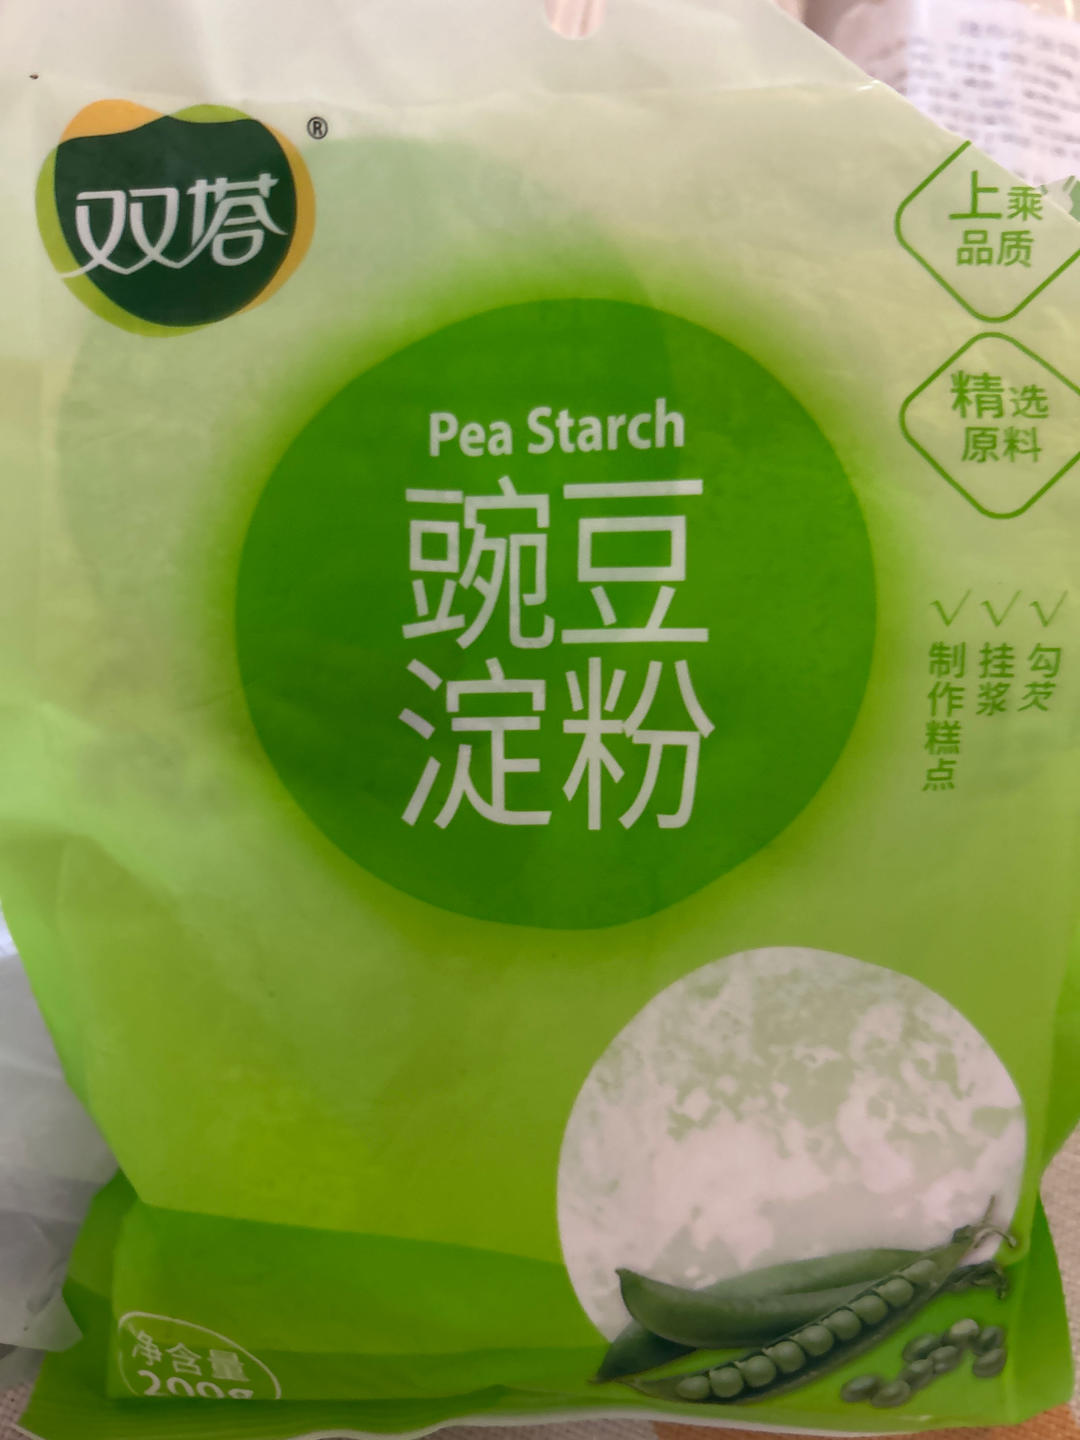 双塔
®
上乘
品质
精选
原料
Pea Starch
豌豆
淀粉
√ √ √
勾芡
挂浆
制作糕点
净含量
200g